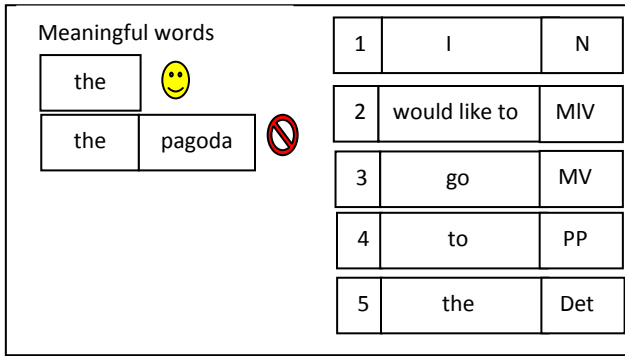 Meaningful words
the
the pagoda
1 I N
2 would like to MlV
3 go MV
4 to PP
5 the Det